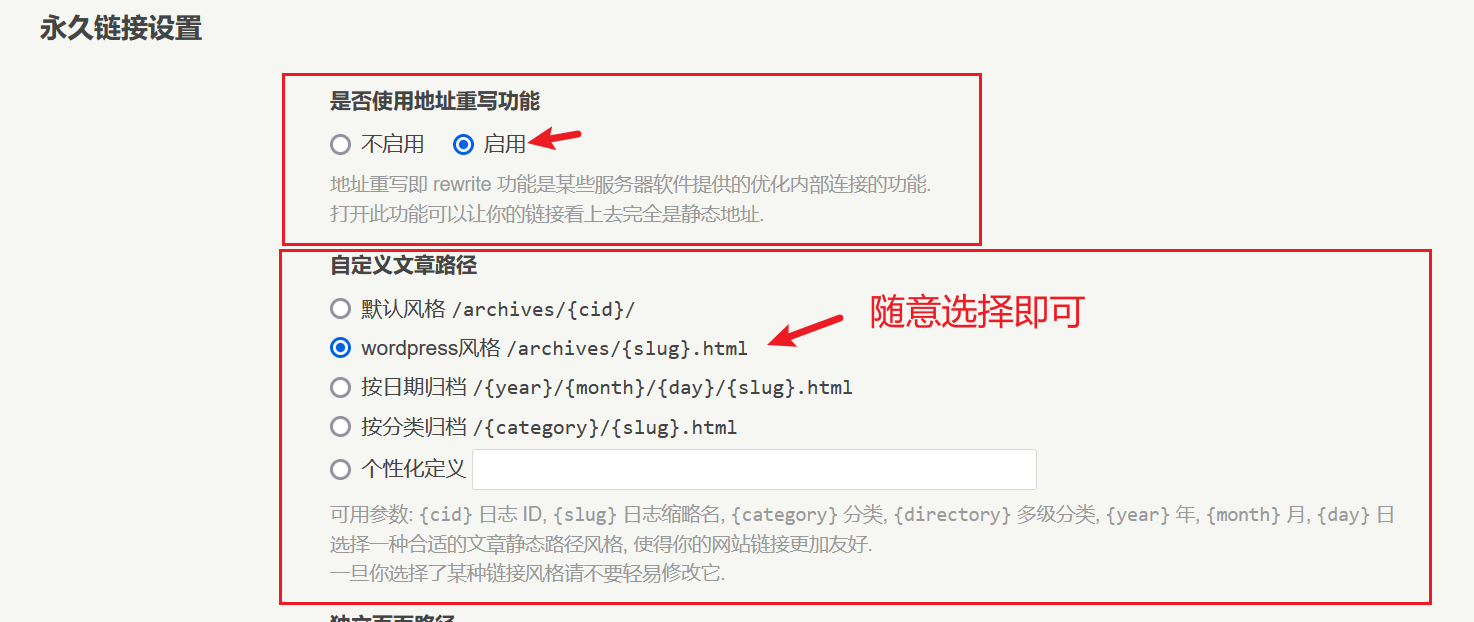 永久链接设置
是否使用地址重写功能
不启用 启用
地址重写即 rewrite 功能是某些服务器软件提供的优化内部连接的功能.
打开此功能可以让你的链接看上去完全是静态地址.
自定义文章路径
默认风格 /archives/{cid}/
随意选择即可
wordpress风格 /archives/{slug}.html
按日期归档 /{year}/{month}/{day}/{slug}.html
按分类归档 /{category}/{slug}.html
个性化定义
可用参数: {cid} 日志 ID, {slug} 日志缩略名, {category} 分类, {directory} 多级分类, {year} 年, {month} 月, {day} 日
选择一种合适的文章静态路径风格, 使得你的网站链接更加友好.
一旦你选择了某种链接风格请不要轻易修改它.
独立页面路径